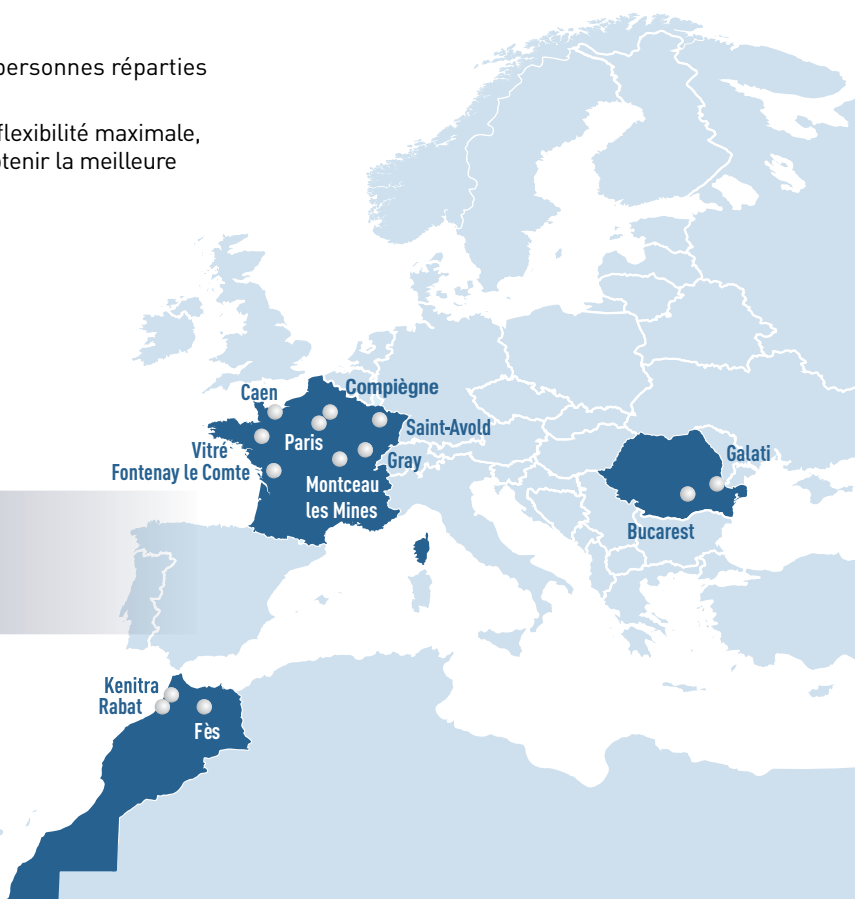 personnes réparties
flexibilité maximale,
tenir la meilleure
Caen
Compiègne
Saint-Avold
Paris
Vitré
Gray
Fontenay le Comte
Montceau
les Mines
Galati
Bucarest
Kenitra
Rabat
Fès